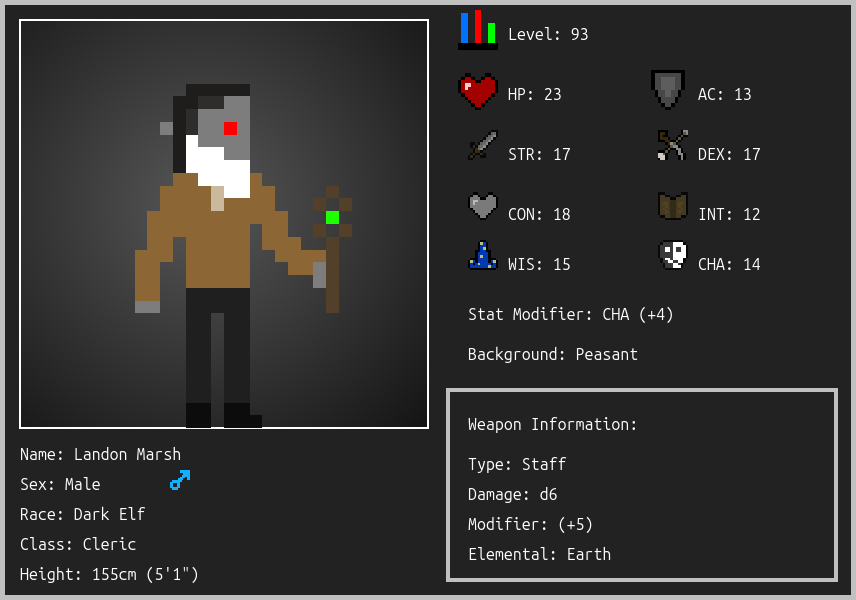 Level: 93
HP: 23
AC: 13
STR: 17
DEX: 17
CON: 18
INT: 12
WIS: 15
CHA: 14
Stat Modifier: CHA (+4)
Background: Peasant
Weapon Information:
Type: Staff
Damage: d6
Modifier: (+5)
Elemental: Earth
Name: Landon Marsh
Sex: Male
Race: Dark Elf
Class: Cleric
Height: 155cm (5'1")